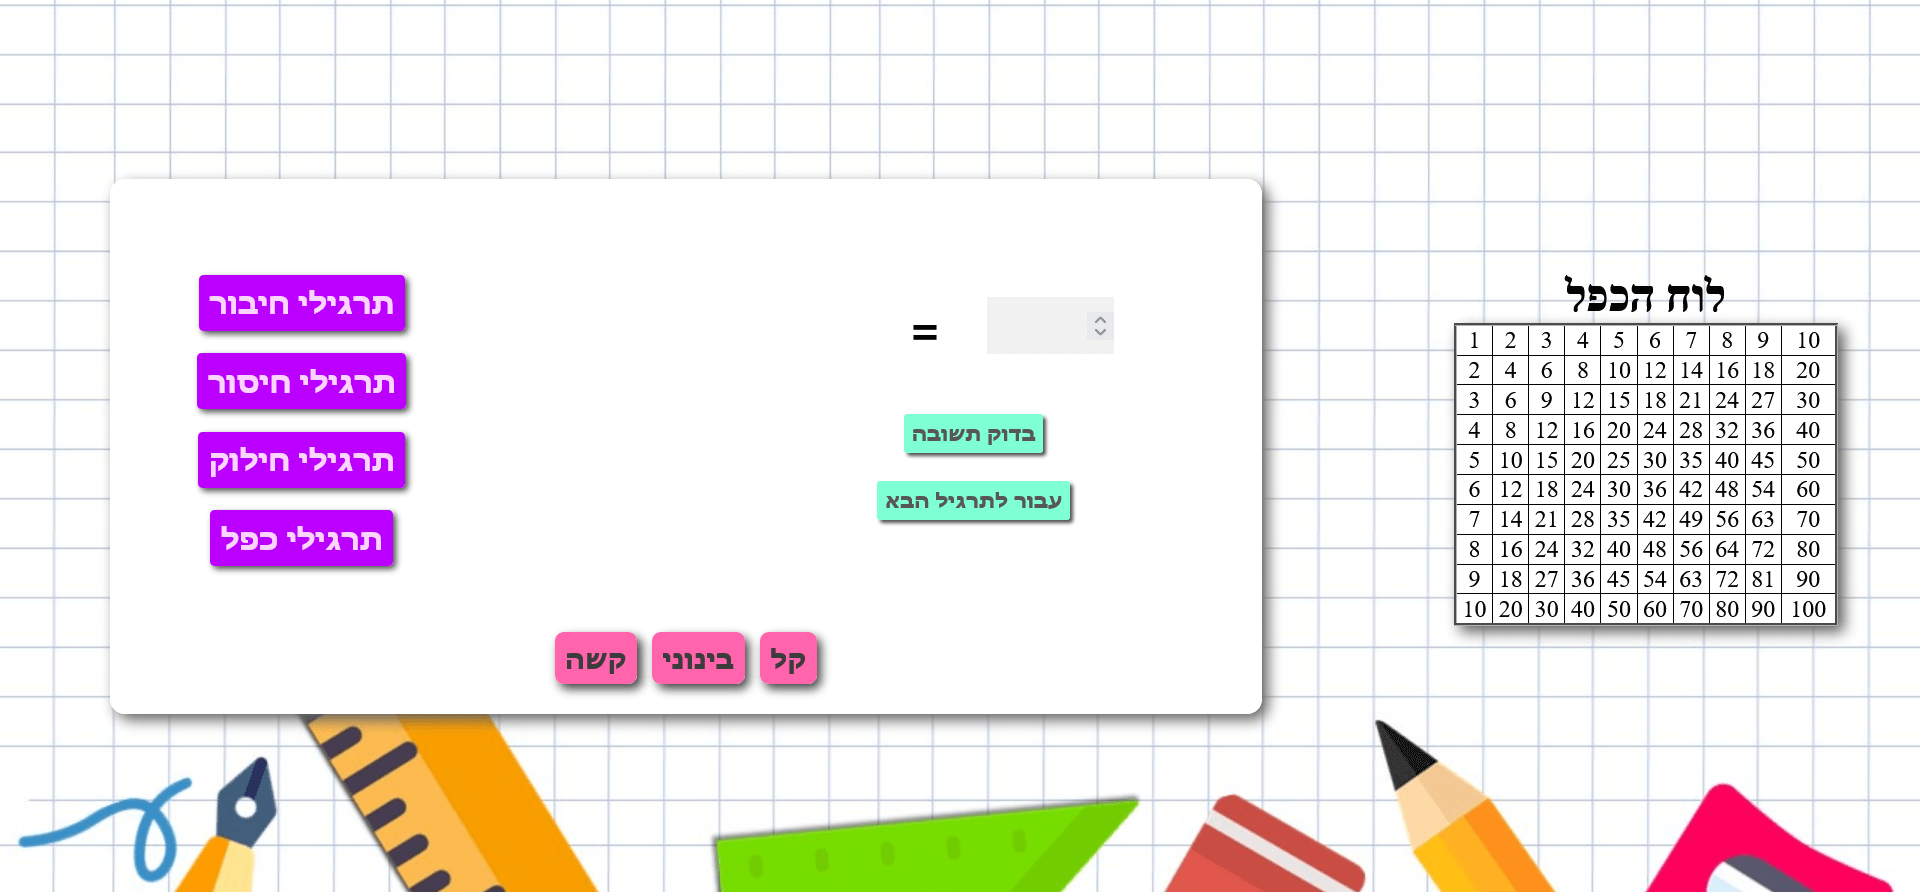 תרגילי חיבור
תרגילי חיסור
תרגילי חילוק
תרגילי כפל
=
בדוק תשובה
עבור לתרגיל הבא
קל בינוני קשה
לוח הכפל
1 2 3 4 5 6 7 8 9 10
2 4 6 8 10 12 14 16 18 20
3 6 9 12 15 18 21 24 27 30
4 8 12 16 20 24 28 32 36 40
5 10 15 20 25 30 35 40 45 50
6 12 18 24 30 36 42 48 54 60
7 14 21 28 35 42 49 56 63 70
8 16 24 32 40 48 56 64 72 80
9 18 27 36 45 54 63 72 81 90
10 20 30 40 50 60 70 80 90 100